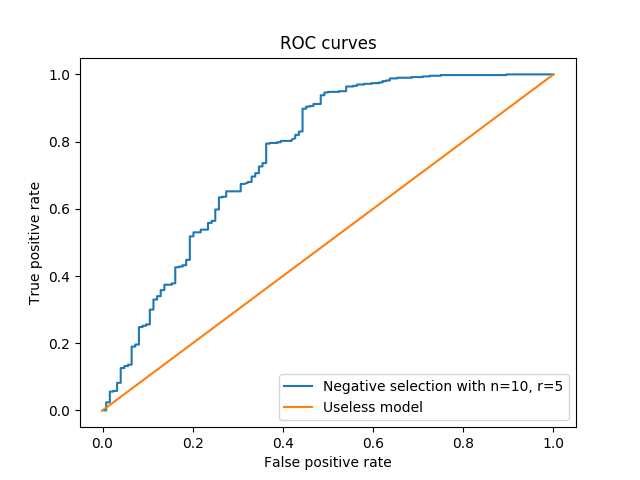 ROC curves
True positive rate
1.0
0.8
0.6
0.4
0.2
0.0
0.0 0.2 0.4 0.6 0.8 1.0
False positive rate
Negative selection with n=10, r=5
Useless model